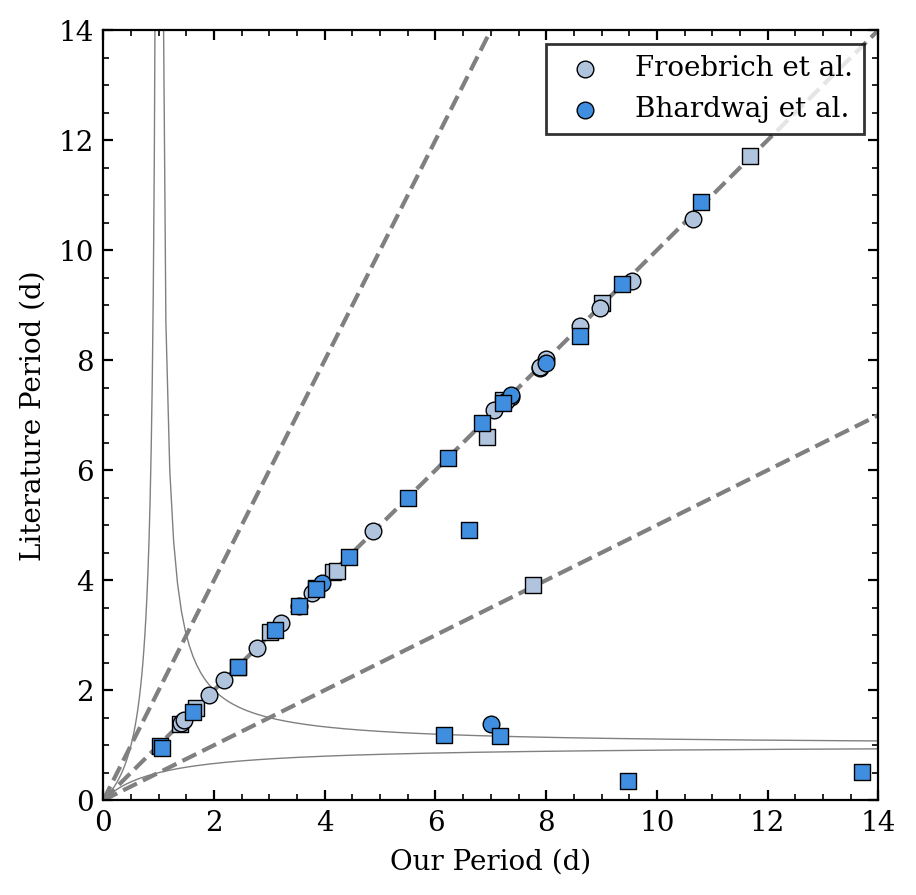 14
12
10
8
6
4
2
0
Literature Period (d)
Froebrich et al.
Bhardwaj et al.
0 2 4 6 8 10 12 14
Our Period (d)